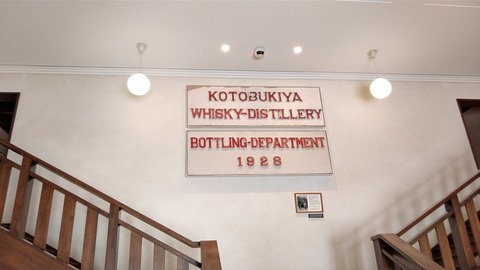 KOTOBUKIYA
WHISKY-DISTILLERY
BOTTLING-DEPARTMENT
1928